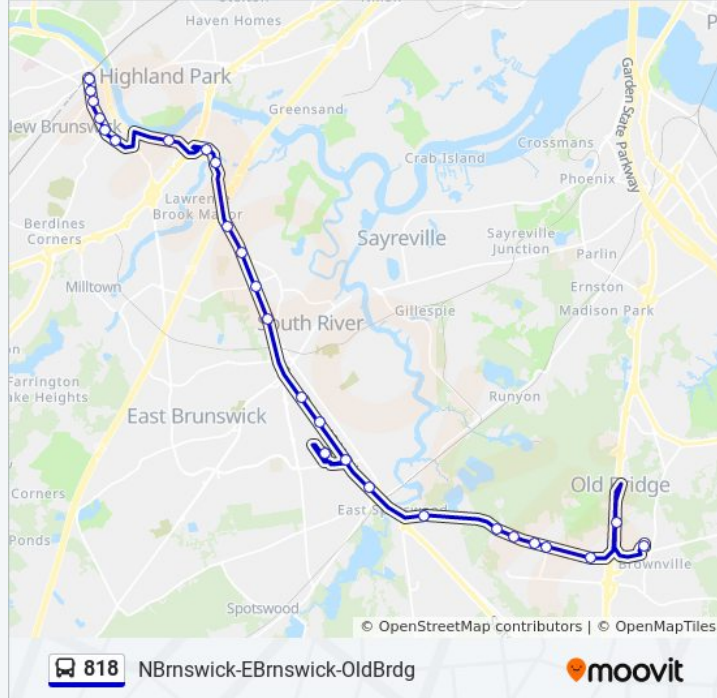 Haven Homes
Highland Park
Greensand
New Brunswick
Garden State Parkway
Crossmans
Crab Island
Phoenix
Lawrence
Brook Manor
Berdines
Corners
Sayreville
Sayreville
Junction
Parlin
Milltown
Ernston
Madison Park
Gillespie
South River
Farrington
ake Heights
Runyon
East Brunswick
Old Bridge
Corners
East Spotswood
Ponds
Brownville
Spotswood
© OpenStreetMap contributors | © OpenMapTiles
818 NBrnswick-EBrnswick-OldBrdg
moovit